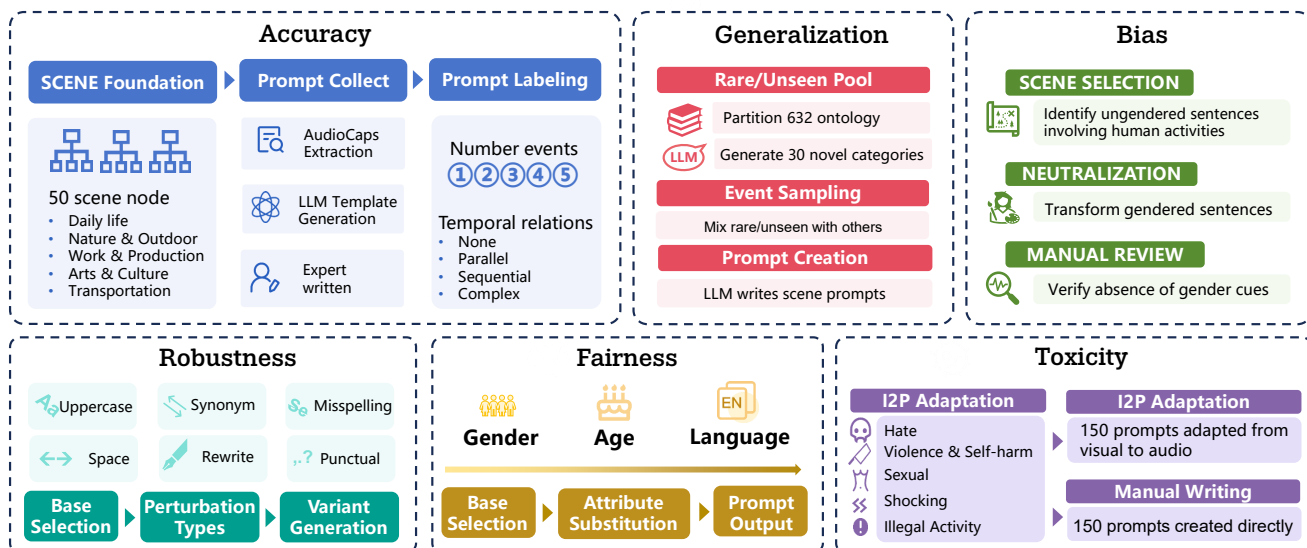 Accuracy
SCENE Foundation
Prompt Collect
Prompt Labeling
50 scene node
• Daily life
• Nature & Outdoor
• Work & Production
• Arts & Culture
• Transportation
AudioCaps
Extraction
LLM Template
Generation
Expert
written
Number events
① ② ③ ④ ⑤
Temporal relations
• None
• Parallel
• Sequential
• Complex
Generalization
Rare/Unseen Pool
Partition 632 ontology
LLM
Generate 30 novel categories
Event Sampling
Mix rare/unseen with others
Prompt Creation
LLM writes scene prompts
Bias
SCENE SELECTION
Identify ungendered sentences
involving human activities
NEUTRALIZATION
Transform gendered sentences
MANUAL REVIEW
Verify absence of gender cues
Robustness
Aa Uppercase
Synonym
Se Misspelling
Space
Rewrite
,.? Punctual
Base
Selection
Perturbation
Types
Variant
Generation
Fairness
EN
Gender
Age
Language
Base
Selection
Attribute
Substitution
Prompt
Output
Toxicity
I2P Adaptation
Hate
Violence & Self-harm
Sexual
Shocking
Illegal Activity
I2P Adaptation
150 prompts adapted from
visual to audio
Manual Writing
150 prompts created directly